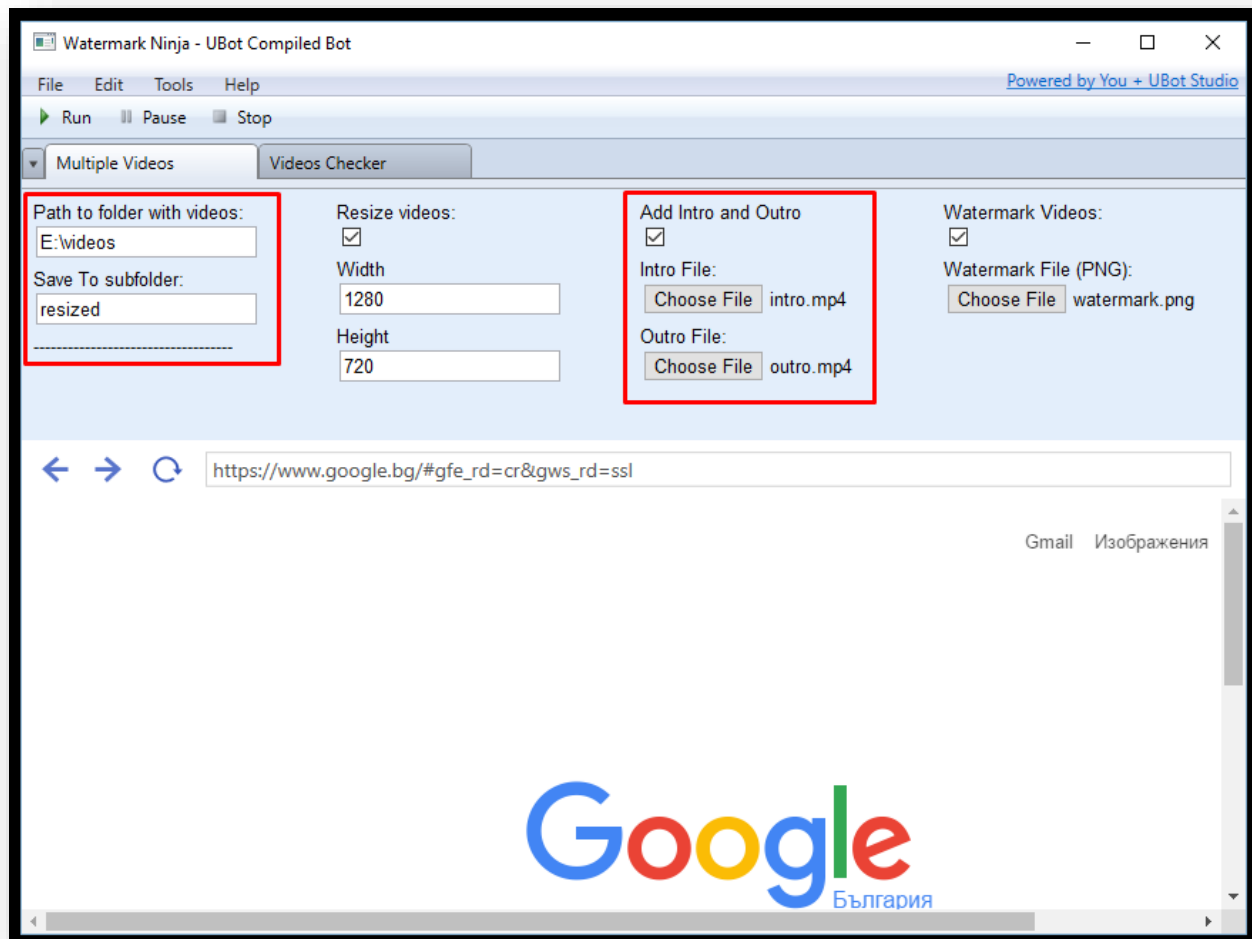 Watermark Ninja - UBot Compiled Bot
File Edit Tools Help Powered by You + UBot Studio
Run Pause Stop
Multiple Videos Videos Checker
Path to folder with videos:
E:\videos
Save To subfolder:
resized
-----------------------------------
Resize videos:
Width
1280
Height
720
Add Intro and Outro
Intro File:
Choose File intro.mp4
Outro File:
Choose File outro.mp4
Watermark Videos:
Watermark File (PNG):
Choose File watermark.png
https://www.google.bg/#gfe_rd=cr&gws_rd=ssl
Gmail Изображения
Google
България